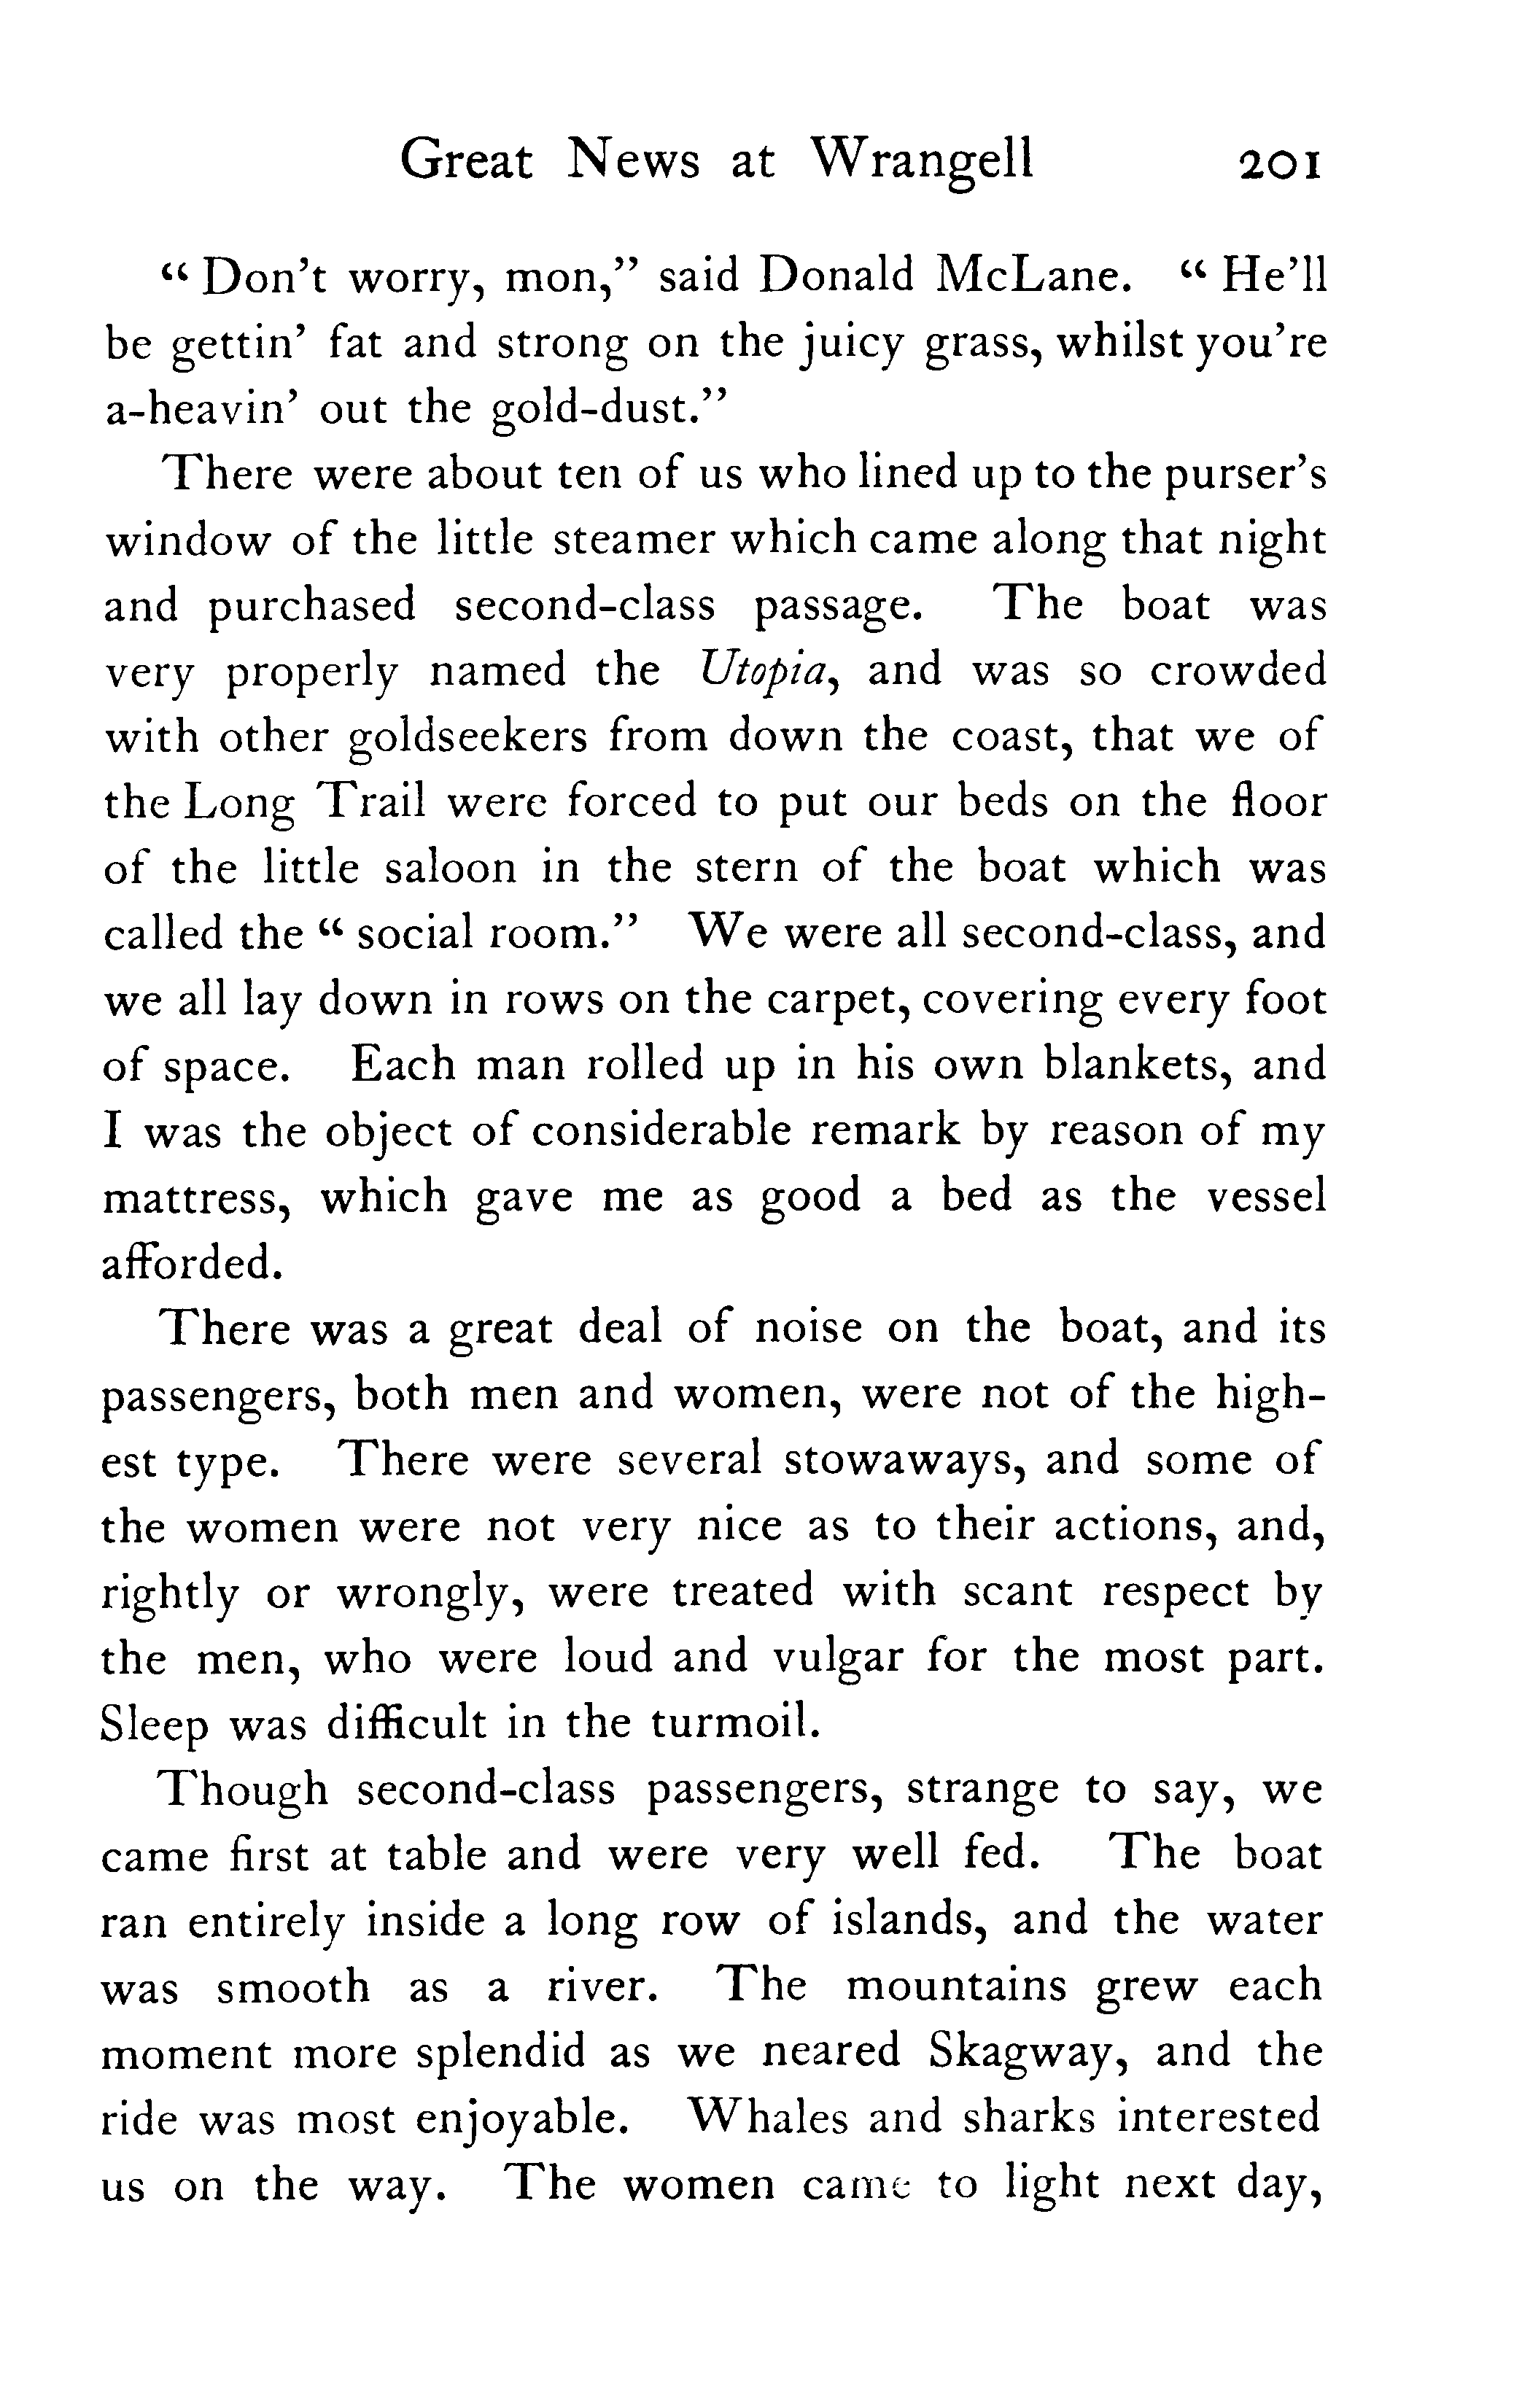 Great News at Wrangell 201
“ Don’t worry, mon,” said Donald McLane. “ He’ll
be gettin’ fat and strong on the juicy grass, whilst you’re
a-heavin’ out the gold-dust.”
There were about ten of us who lined up to the purser’s
window of the little steamer which came along that night
and purchased second-class passage. The boat was
very properly named the Utopia, and was so crowded
with other goldseekers from down the coast, that we of
the Long Trail were forced to put our beds on the floor
of the little saloon in the stern of the boat which was
called the “ social room.” We were all second-class, and
we all lay down in rows on the carpet, covering every foot
of space. Each man rolled up in his own blankets, and
I was the object of considerable remark by reason of my
mattress, which gave me as good a bed as the vessel
afforded.
There was a great deal of noise on the boat, and its
passengers, both men and women, were not of the high-
est type. There were several stowaways, and some of
the women were not very nice as to their actions, and,
rightly or wrongly, were treated with scant respect by
the men, who were loud and vulgar for the most part.
Sleep was difficult in the turmoil.
Though second-class passengers, strange to say, we
came first at table and were very well fed. The boat
ran entirely inside a long row of islands, and the water
was smooth as a river. The mountains grew each
moment more splendid as we neared Skagway, and the
ride was most enjoyable. Whales and sharks interested
us on the way. The women came to light next day,